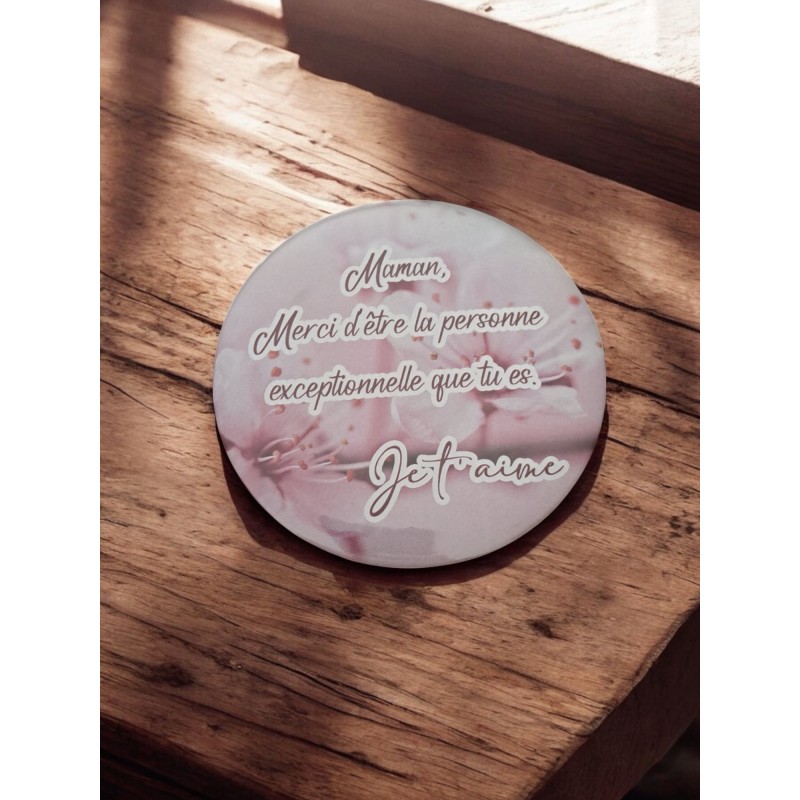 Maman,
Merci d'être la personne
exceptionnelle que tu es.
Je t'aime